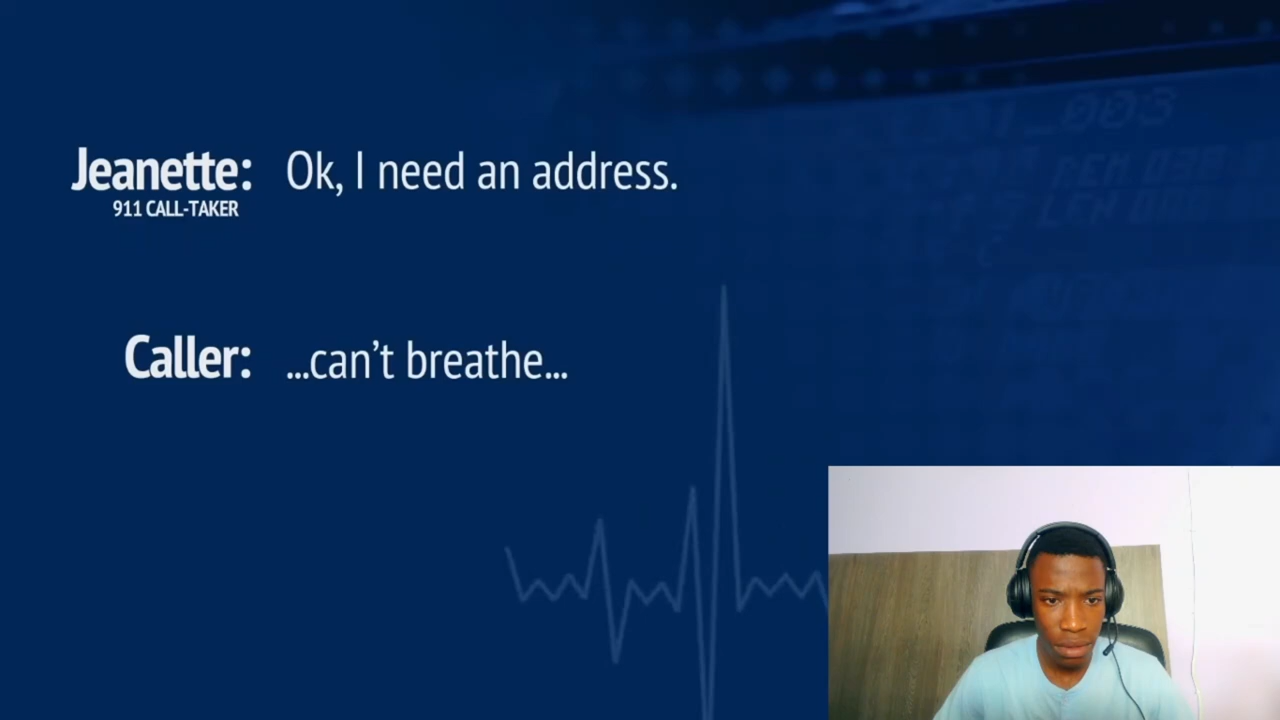 Jeanette: Ok, I need an address.
911 CALL-TAKER
Caller: ...can't breathe...